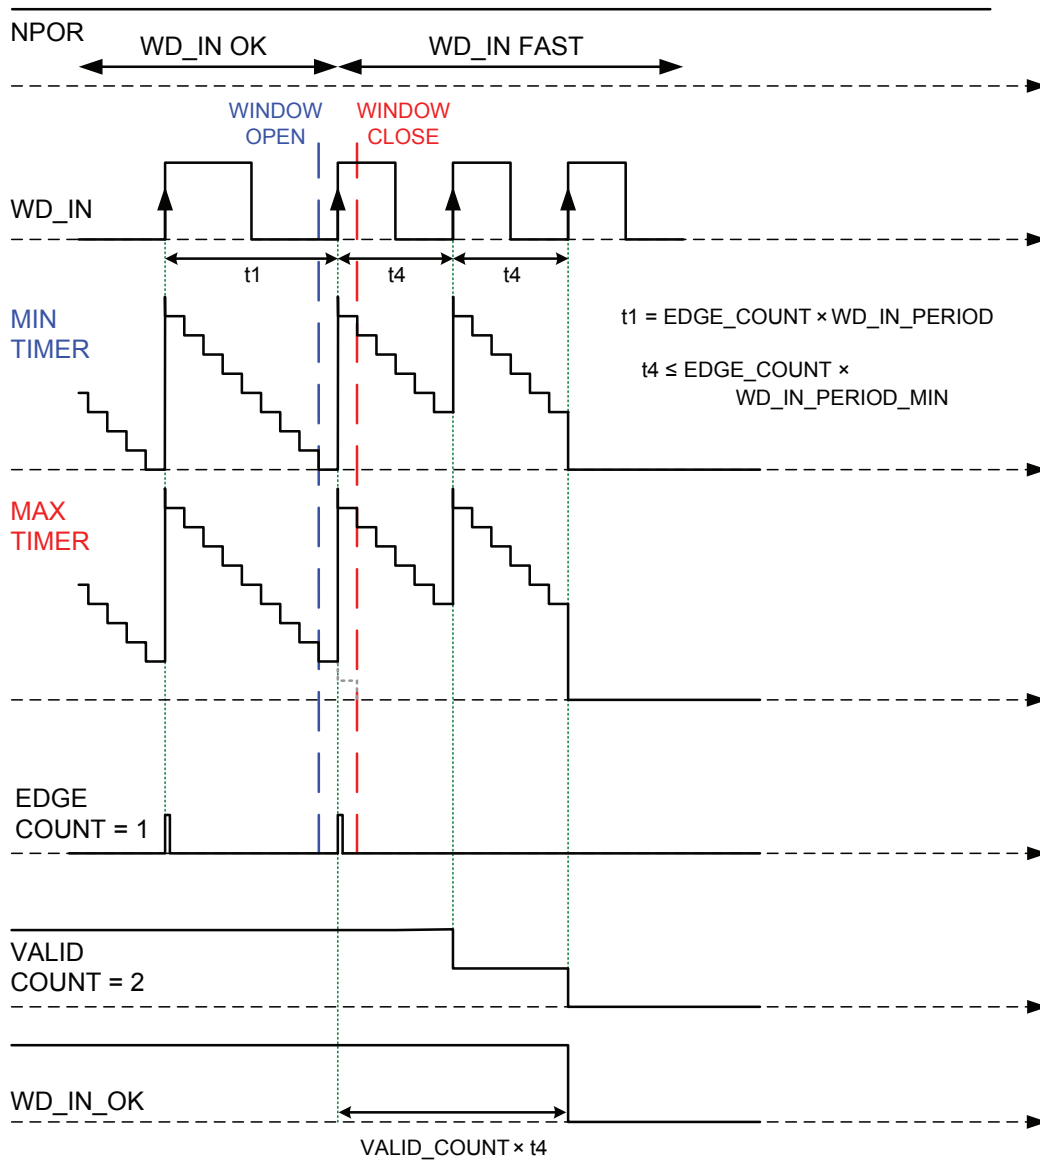 NPOR
WD_IN OK
WD_IN FAST
WINDOW
OPEN
WINDOW
CLOSE
WD_IN
t1
t4
t4
MIN
TIMER
t1 = EDGE_COUNT × WD_IN_PERIOD
t4 ≤ EDGE_COUNT ×
WD_IN_PERIOD_MIN
MAX
TIMER
EDGE
COUNT = 1
VALID
COUNT = 2
WD_IN_OK
VALID_COUNT × t4